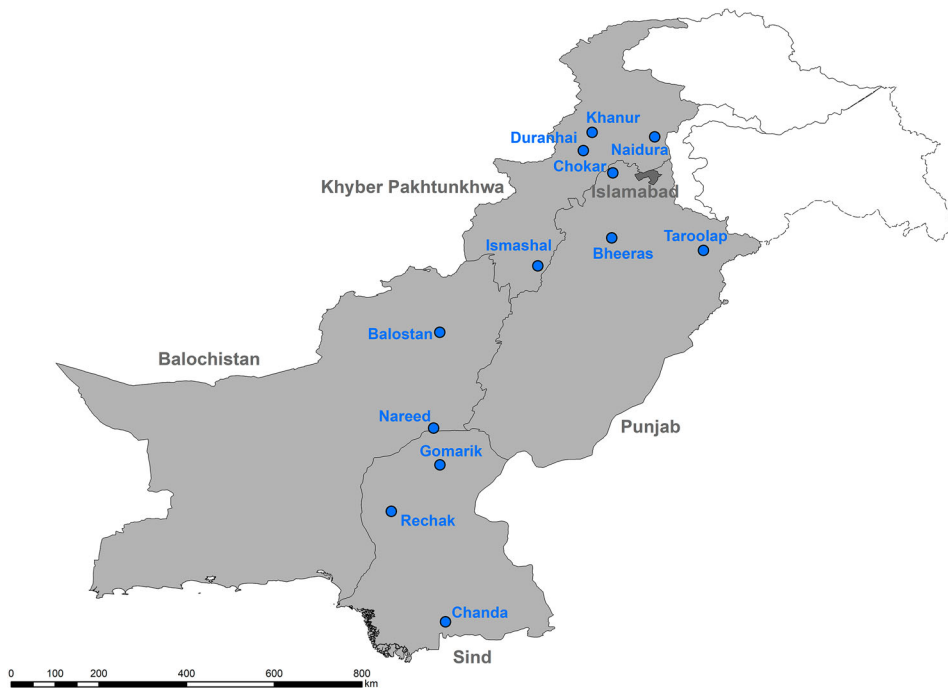 Khanur
Duranhai
Naidura
Chokar
Khyber Pakhtunkhwa
Islamabad
Taroolap
Ismashal
Bheeras
Balostan
Balochistan
Nareed
Punjab
Gomarik
Rechak
Chanda
Sind
0 100 200 400 600 800
km